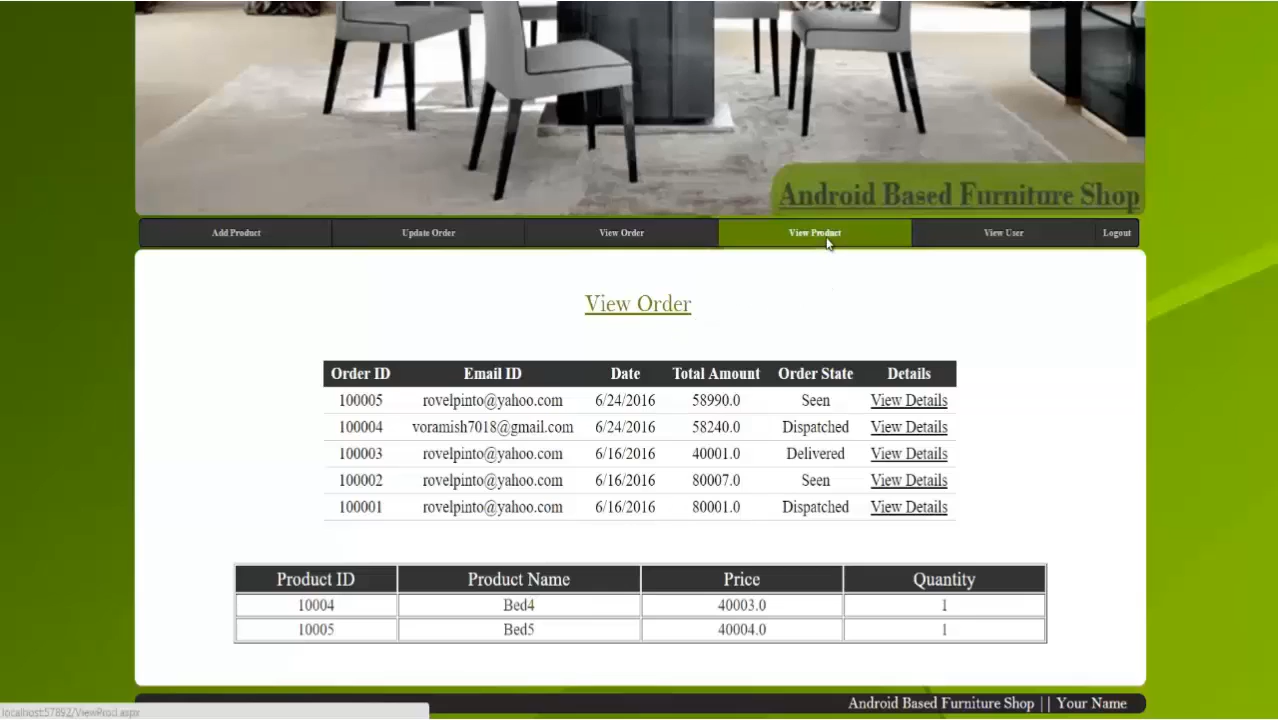 Android Based Furniture Shop
Add Product Update Order View Order View Product View User Logout
View Order
Order ID Email ID Date Total Amount Order State Details
100005 rovelpinto@yahoo.com 6/24/2016 58990.0 Seen View Details
100004 voramish7018@gmail.com 6/24/2016 58240.0 Dispatched View Details
100003 rovelpinto@yahoo.com 6/16/2016 40001.0 Delivered View Details
100002 rovelpinto@yahoo.com 6/16/2016 80007.0 Seen View Details
100001 rovelpinto@yahoo.com 6/16/2016 80001.0 Dispatched View Details
Product ID Product Name Price Quantity
10004 Bed4 40003.0 1
10005 Bed5 40004.0 1
Android Based Furniture Shop || Your Name
localhost:57892/ViewProd.aspx